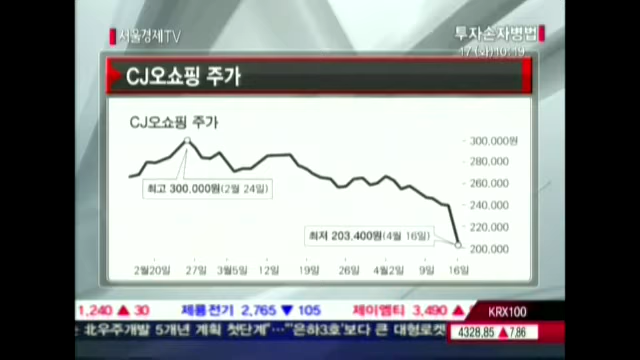 서울경제TV
투자손자병법
17(화)10:19
CJ오쇼핑 주가
CJ오쇼핑 주가
300,000원
280,000
260,000
240,000
220,000
200,000
최고 300,000원(2월 24일)
최저 203,400원(4월 16일)
2월20일 27일 3월5일 12일 19일 26일 4월2일 9일 16일
1,240 ▲ 30 제룡전기 2,765 ▼ 105 제이엠티 3,490 ▲
KRX100
북우주개발 5개년 계획 첫단계"…"은하3호'보다 큰 대형로켓
4328.85 ▲ 7.86